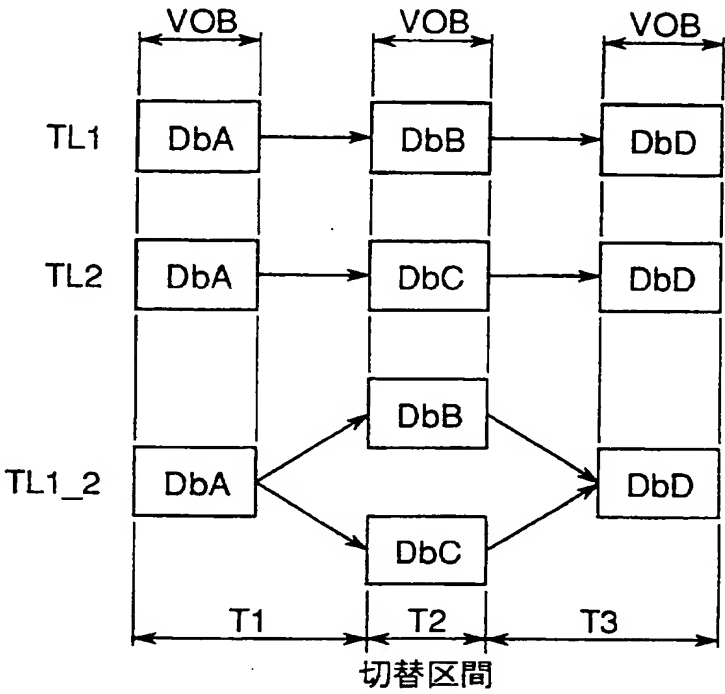 VOB VOB VOB
TL1 DbA DbB DbD
TL2 DbA DbC DbD
DbB
TL1_2 DbA DbD
DbC
T1 T2 T3
切替区間